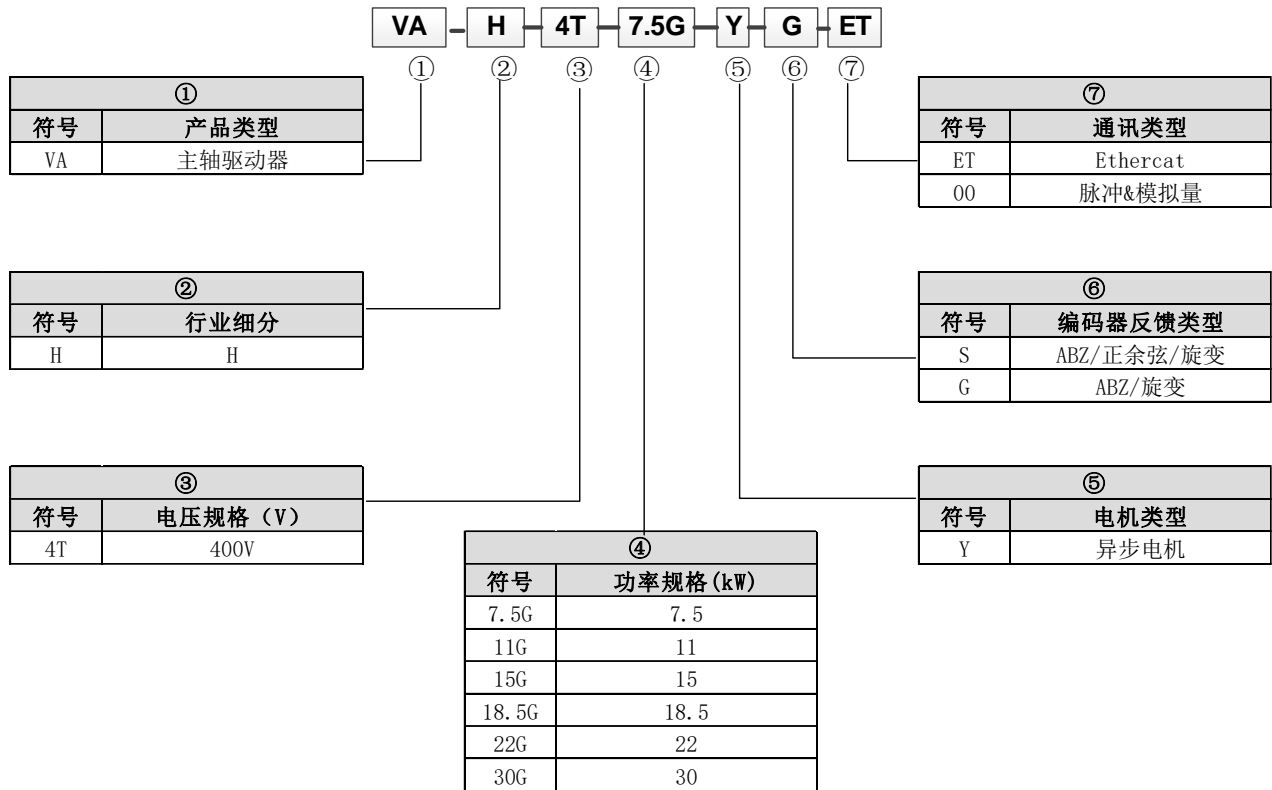 VA - H - 4T - 7.5G - Y - G - ET
① ② ③ ④ ⑤ ⑥ ⑦
①
符号 产品类型
VA 主轴驱动器
②
符号 行业细分
H H
③
符号 电压规格（V）
4T 400V
④
符号 功率规格(kW)
7.5G 7.5
11G 11
15G 15
18.5G 18.5
22G 22
30G 30
⑦
符号 通讯类型
ET Ethercat
00 脉冲&模拟量
⑥
符号 编码器反馈类型
S ABZ/正余弦/旋变
G ABZ/旋变
⑤
符号 电机类型
Y 异步电机